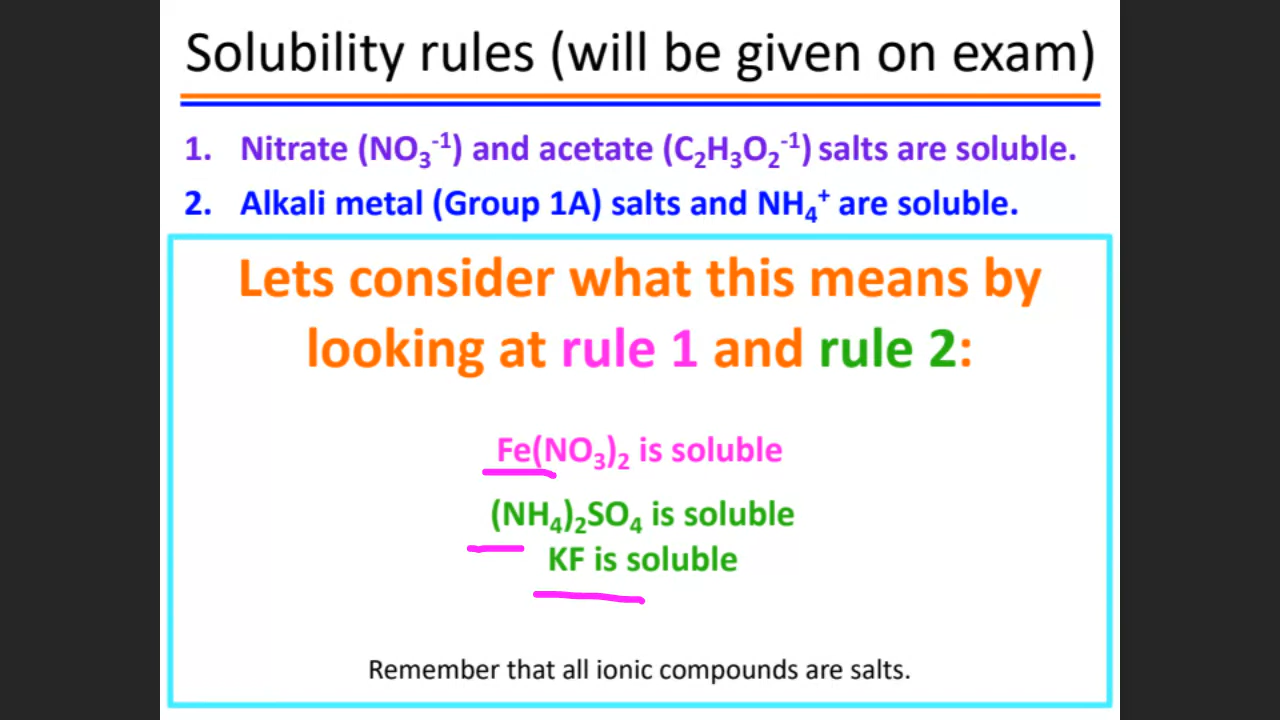 Solubility rules (will be given on exam)
1. Nitrate (NO₃⁻¹) and acetate (C₂H₃O₂⁻¹) salts are soluble.
2. Alkali metal (Group 1A) salts and NH₄⁺ are soluble.
Lets consider what this means by
looking at rule 1 and rule 2:
Fe(NO₃)₂ is soluble
(NH₄)₂SO₄ is soluble
KF is soluble
Remember that all ionic compounds are salts.